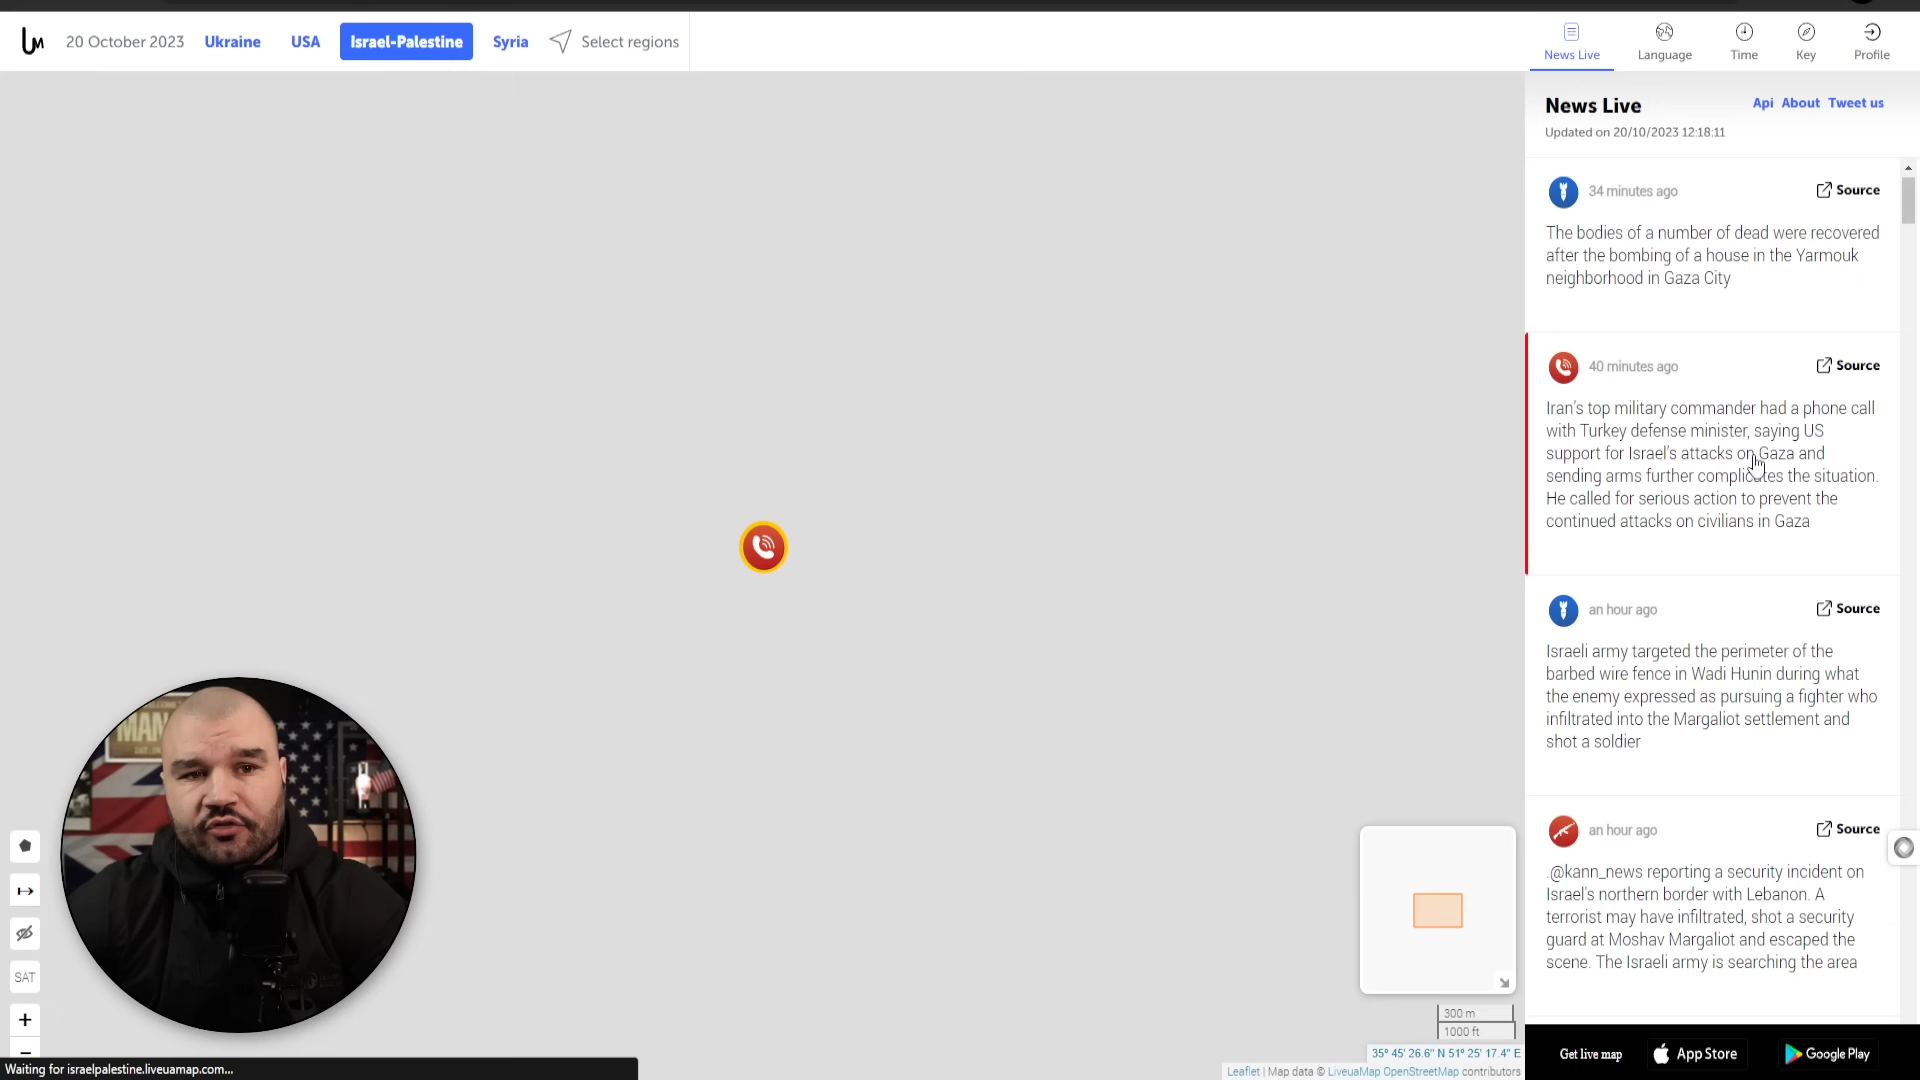 20 October 2023 Ukraine USA Israel-Palestine Syria Select regions
News Live Language Time Key Profile
News Live Api About Tweet us
Updated on 20/10/2023 12:18:11
34 minutes ago Source
The bodies of a number of dead were recovered
after the bombing of a house in the Yarmouk
neighborhood in Gaza City
40 minutes ago Source
Iran's top military commander had a phone call
with Turkey defense minister, saying US
support for Israel's attacks on Gaza and
sending arms further complicates the situation.
He called for serious action to prevent the
continued attacks on civilians in Gaza
an hour ago Source
Israeli army targeted the perimeter of the
barbed wire fence in Wadi Hunin during what
the enemy expressed as pursuing a fighter who
infiltrated into the Margaliot settlement and
shot a soldier
an hour ago Source
.@kann_news reporting a security incident on
Israel's northern border with Lebanon. A
terrorist may have infiltrated, shot a security
guard at Moshav Margaliot and escaped the
scene. The Israeli army is searching the area
Get live map App Store Google Play
MAN
SAT
+
−
300 m
1000 ft
35° 45' 26.6" N 51° 25' 17.4" E
Leaflet | Map data © LiveuaMap OpenStreetMap contributors
Waiting for israelpalestine.liveuamap.com...